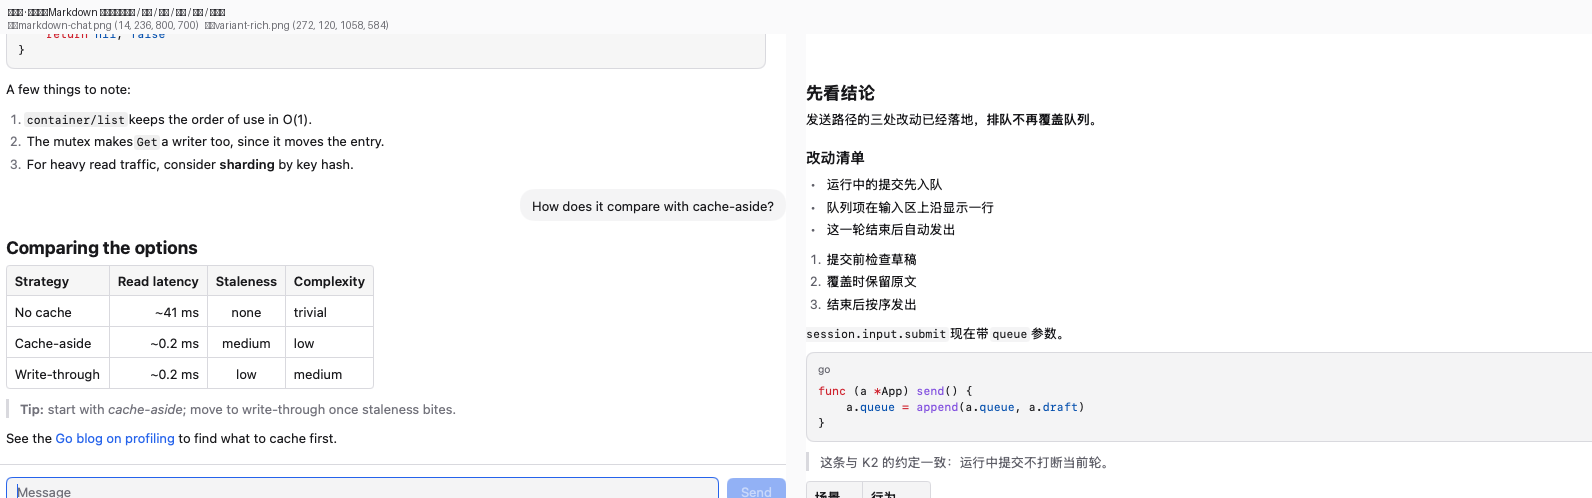 Markdown
markdown-chat.png (14, 236, 800, 700) variant-rich.png (272, 120, 1058, 584)
return nil, false
}
A few things to note:
1. container/list keeps the order of use in O(1).
2. The mutex makes Get a writer too, since it moves the entry.
3. For heavy read traffic, consider sharding by key hash.
How does it compare with cache-aside?
Comparing the options
Strategy Read latency Staleness Complexity
No cache ~41 ms none trivial
Cache-aside ~0.2 ms medium low
Write-through ~0.2 ms low medium
Tip: start with cache-aside; move to write-through once staleness bites.
See the Go blog on profiling to find what to cache first.
Message
Send
先看结论
发送路径的三处改动已经落地，排队不再覆盖队列。
改动清单
• 运行中的提交先入队
• 队列项在输入区上沿显示一行
• 这一轮结束后自动发出
1. 提交前检查草稿
2. 覆盖时保留原文
3. 结束后按序发出
session.input.submit 现在带 queue 参数。
go
func (a *App) send() {
a.queue = append(a.queue, a.draft)
}
这条与 K2 的约定一致：运行中提交不打断当前轮。
场景 行为